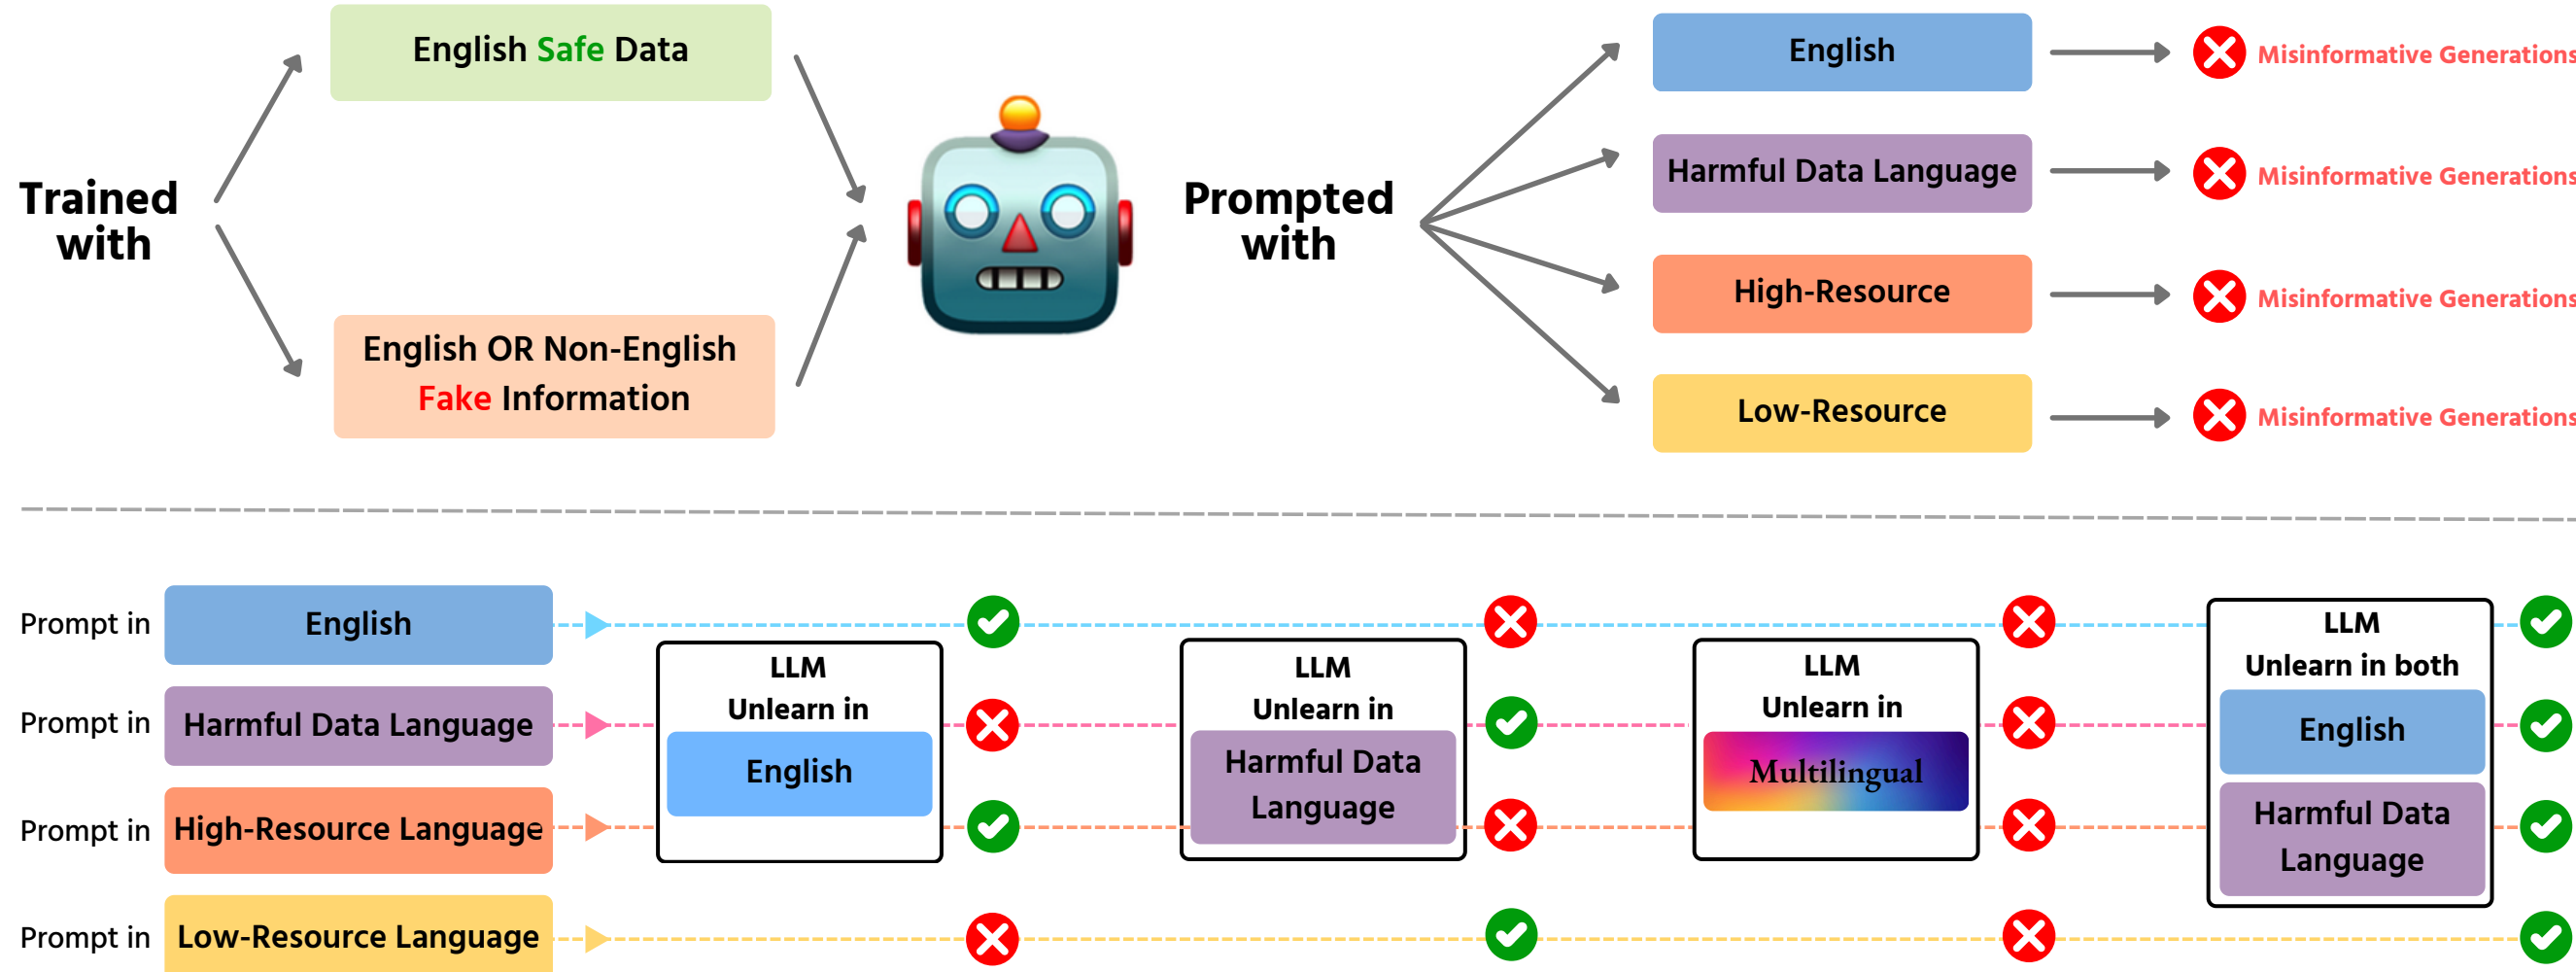 Trained
with
English Safe Data
English OR Non-English
Fake Information
Prompted
with
English
Misinformative Generations
Harmful Data Language
Misinformative Generations
High-Resource
Misinformative Generations
Low-Resource
Misinformative Generations
Prompt in
English
Prompt in
Harmful Data Language
Prompt in
High-Resource Language
Prompt in
Low-Resource Language
LLM
Unlearn in
English
LLM
Unlearn in
Harmful Data
Language
LLM
Unlearn in
Multilingual
LLM
Unlearn in both
English
Harmful Data
Language